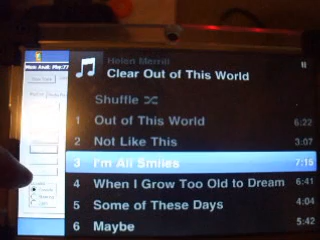 Helen Merrill
Clear Out of This World
Shuffle
1 Out of This World 6:22
2 Not Like This 3:07
3 I'm All Smiles 7:15
4 When I Grow Too Old to Dream 6:41
5 Some of These Days 4:04
6 Maybe 5:42